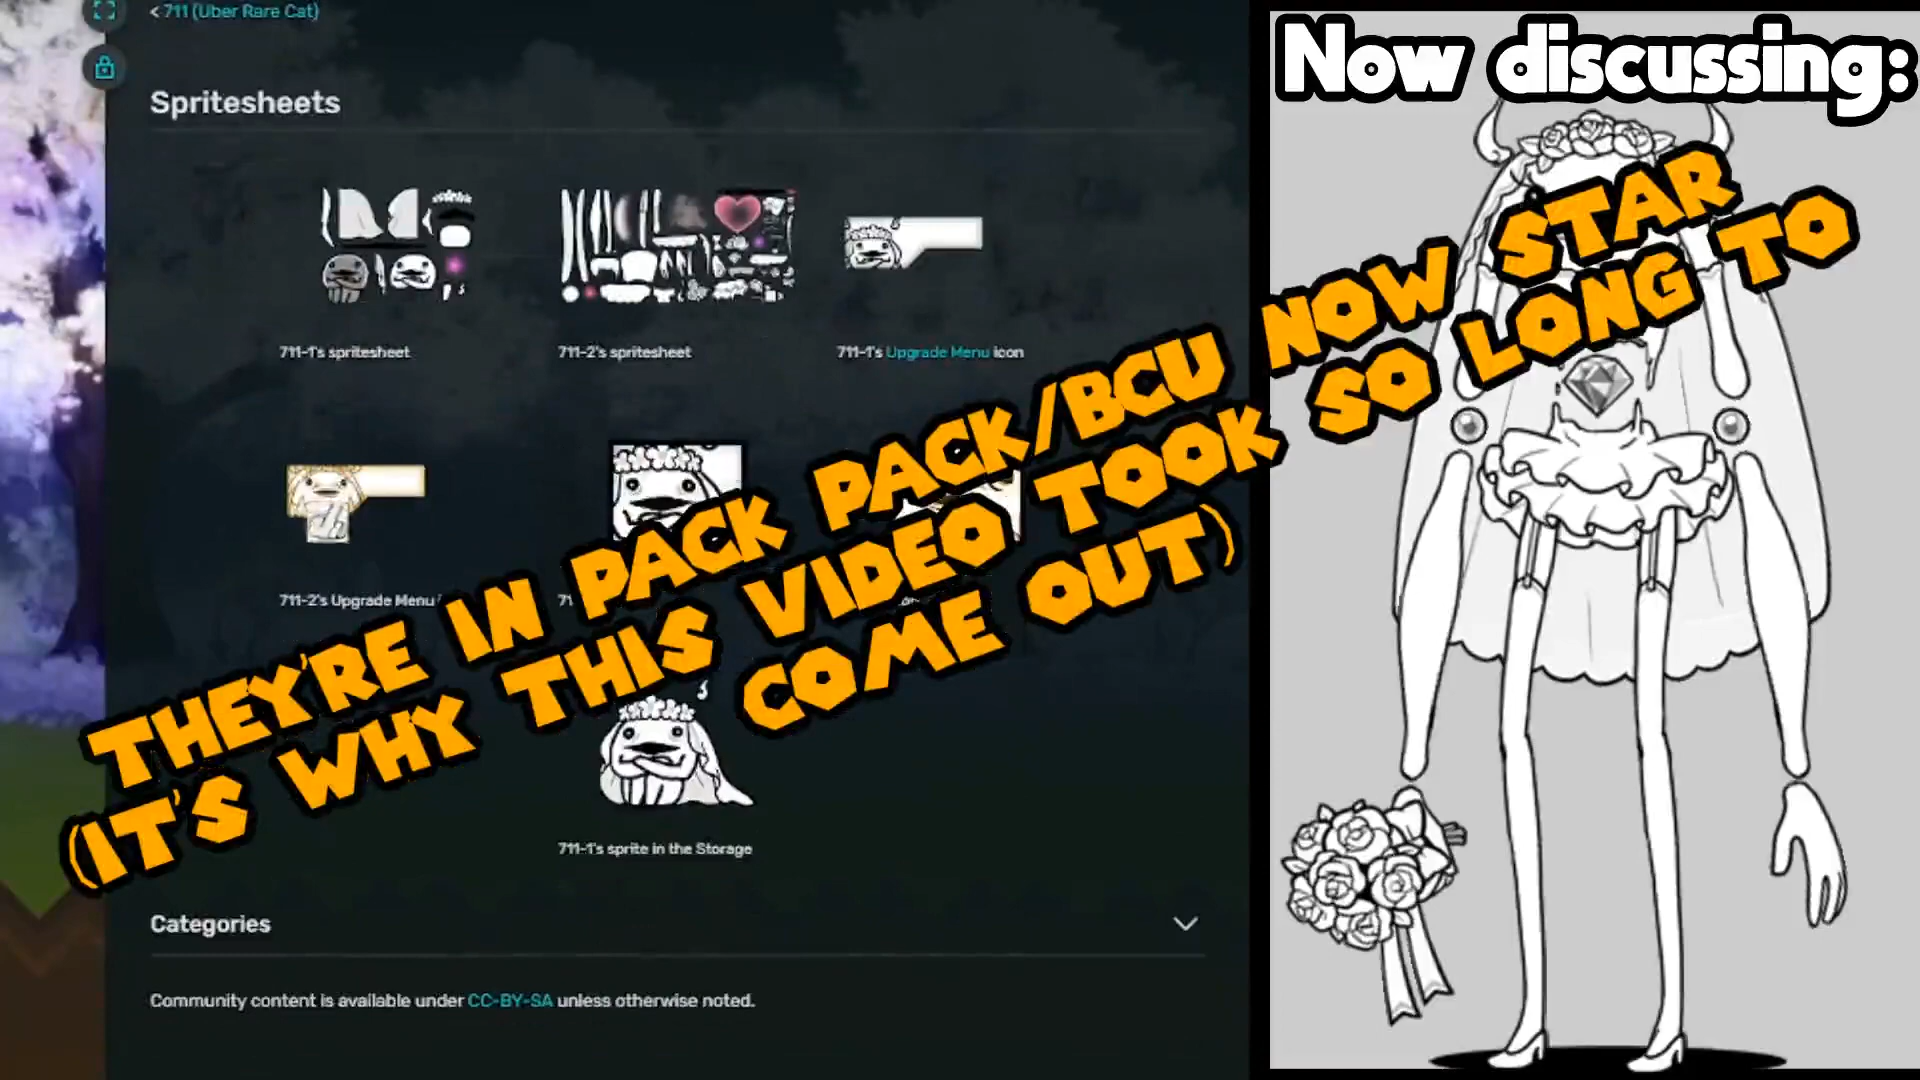 < 711 (Uber Rare Cat)
Now discussing:
Spritesheets
711-1's spritesheet
711-2's spritesheet
711-1's Upgrade Menu icon
711-2's Upgrade Menu
THEY'RE IN PACK PACK/BCU NOW STAR
(IT'S WHY THIS VIDEO TOOK SO LONG TO
COME OUT)
711-1's sprite in the Storage
Categories
Community content is available under CC-BY-SA unless otherwise noted.